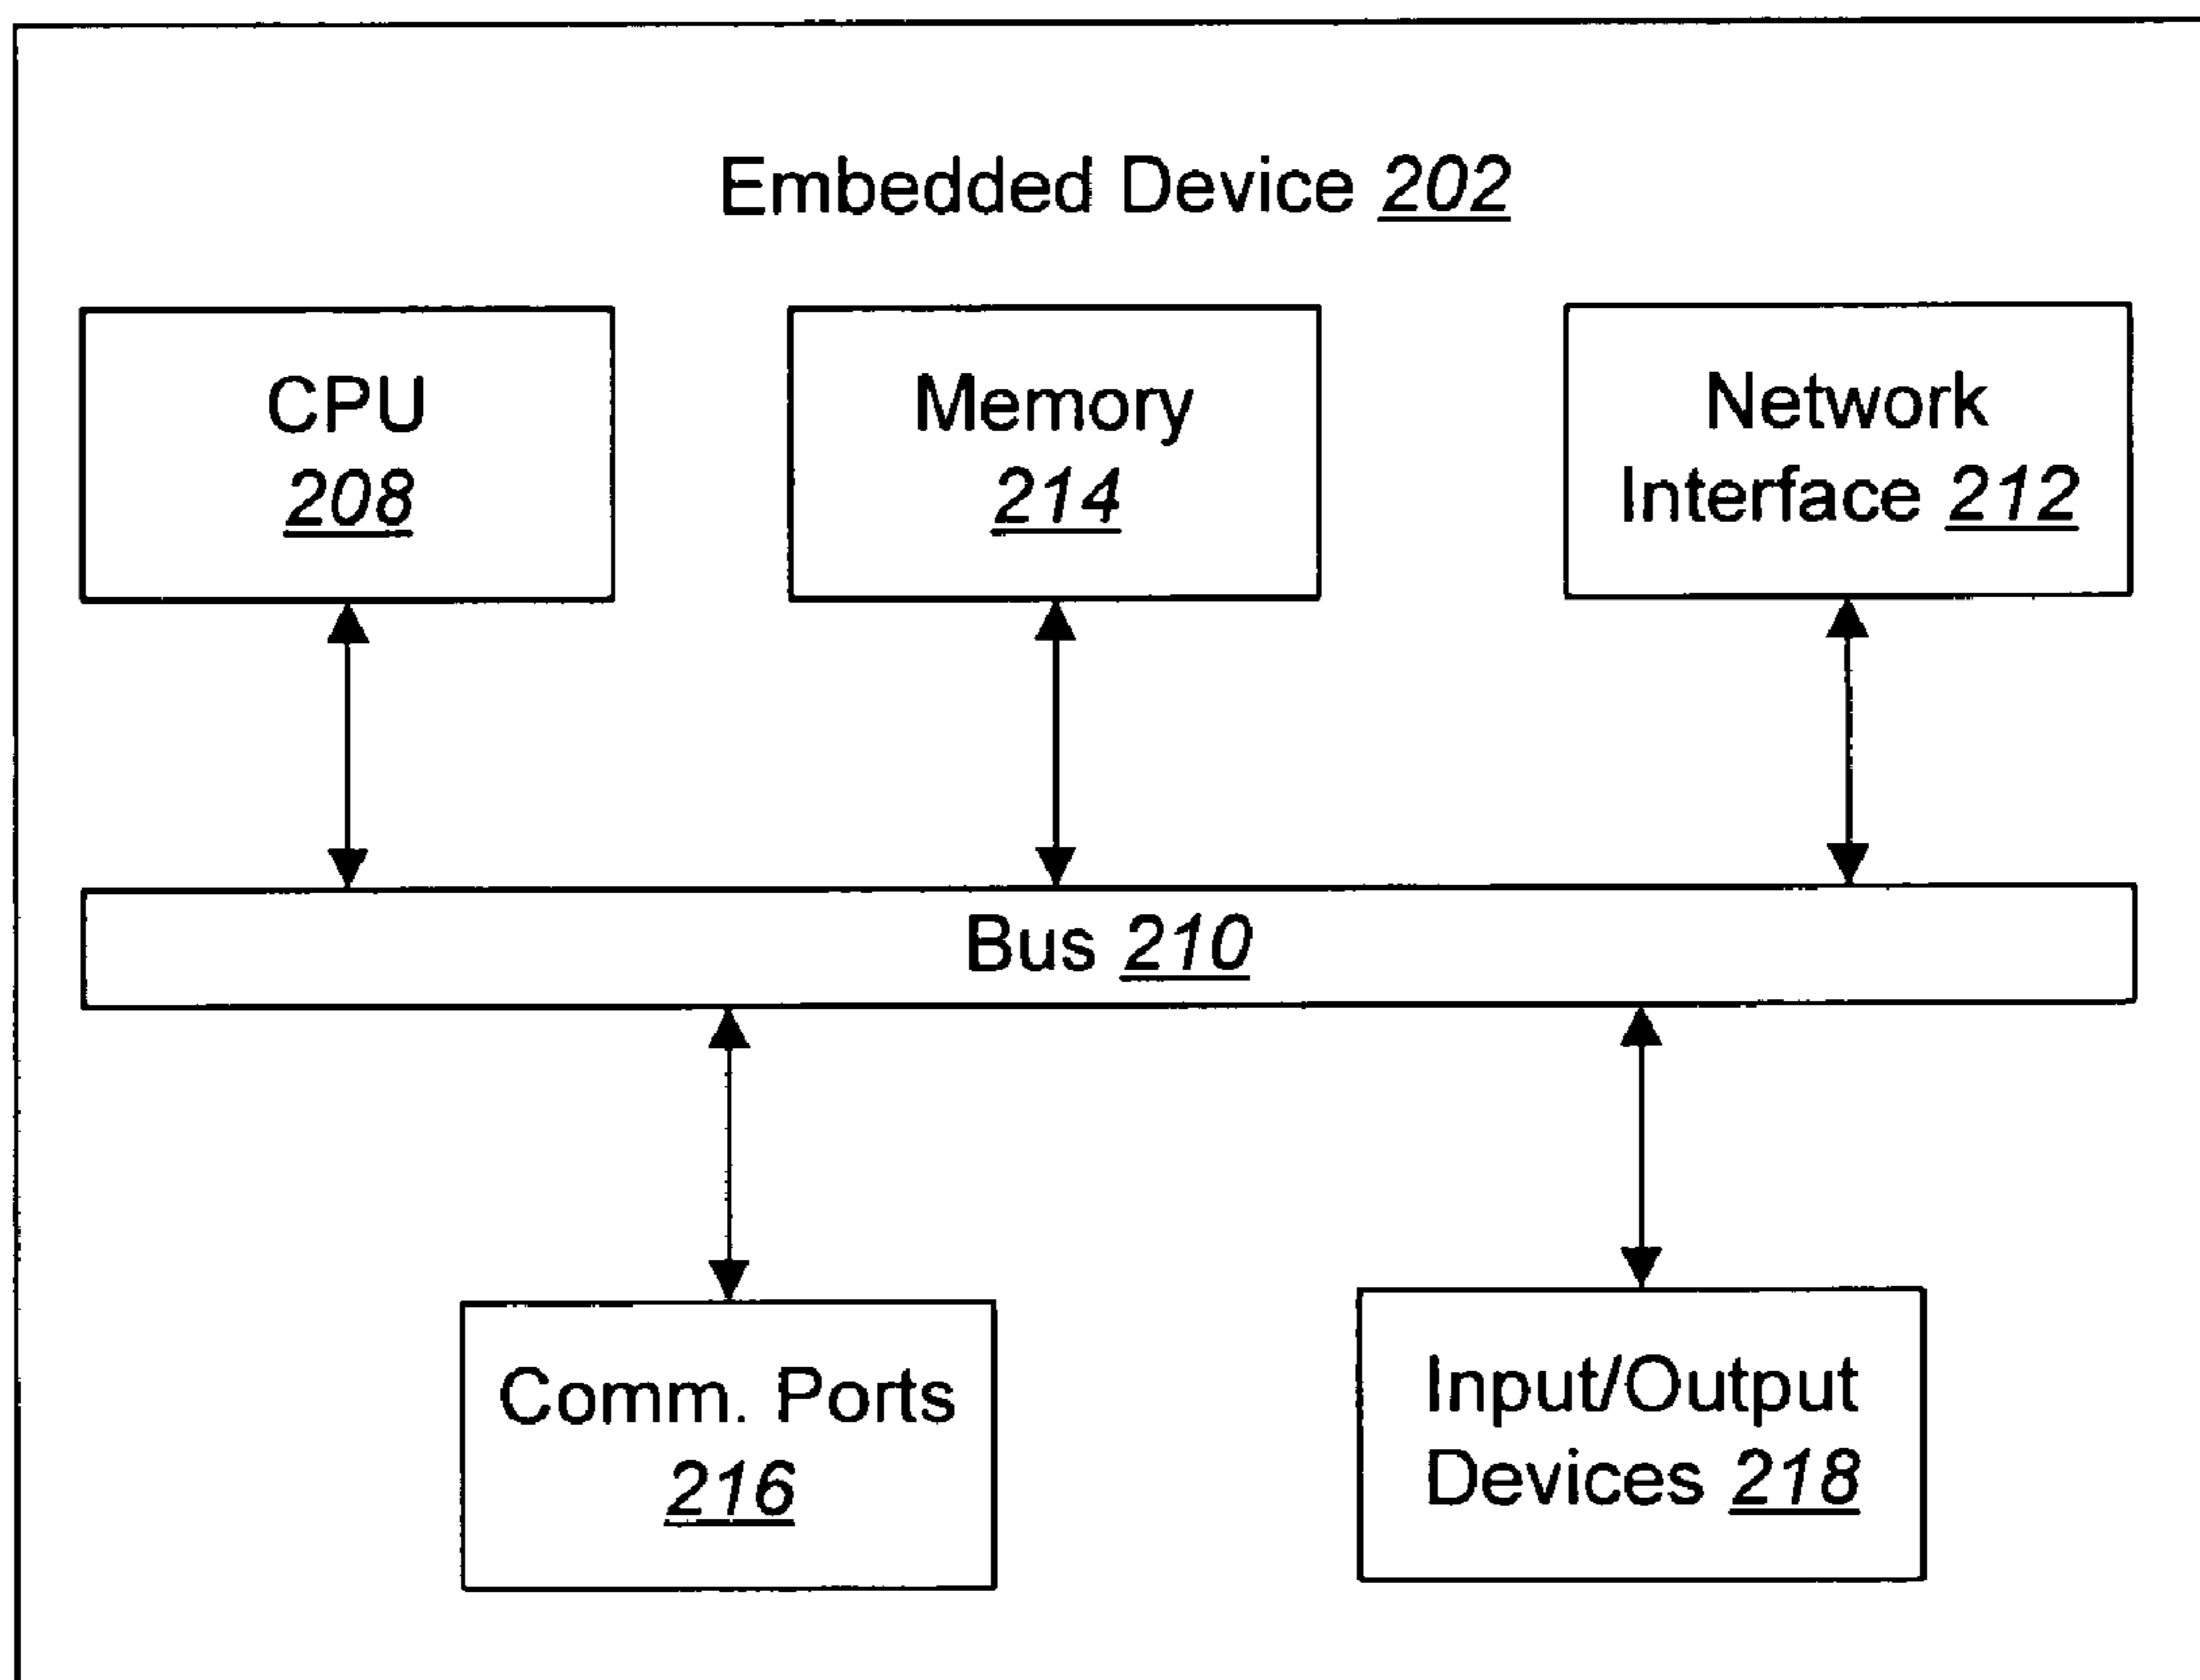 Embedded Device 202
CPU
208
Memory
214
Network
Interface 212
Bus 210
Comm. Ports
216
Input/Output
Devices 218